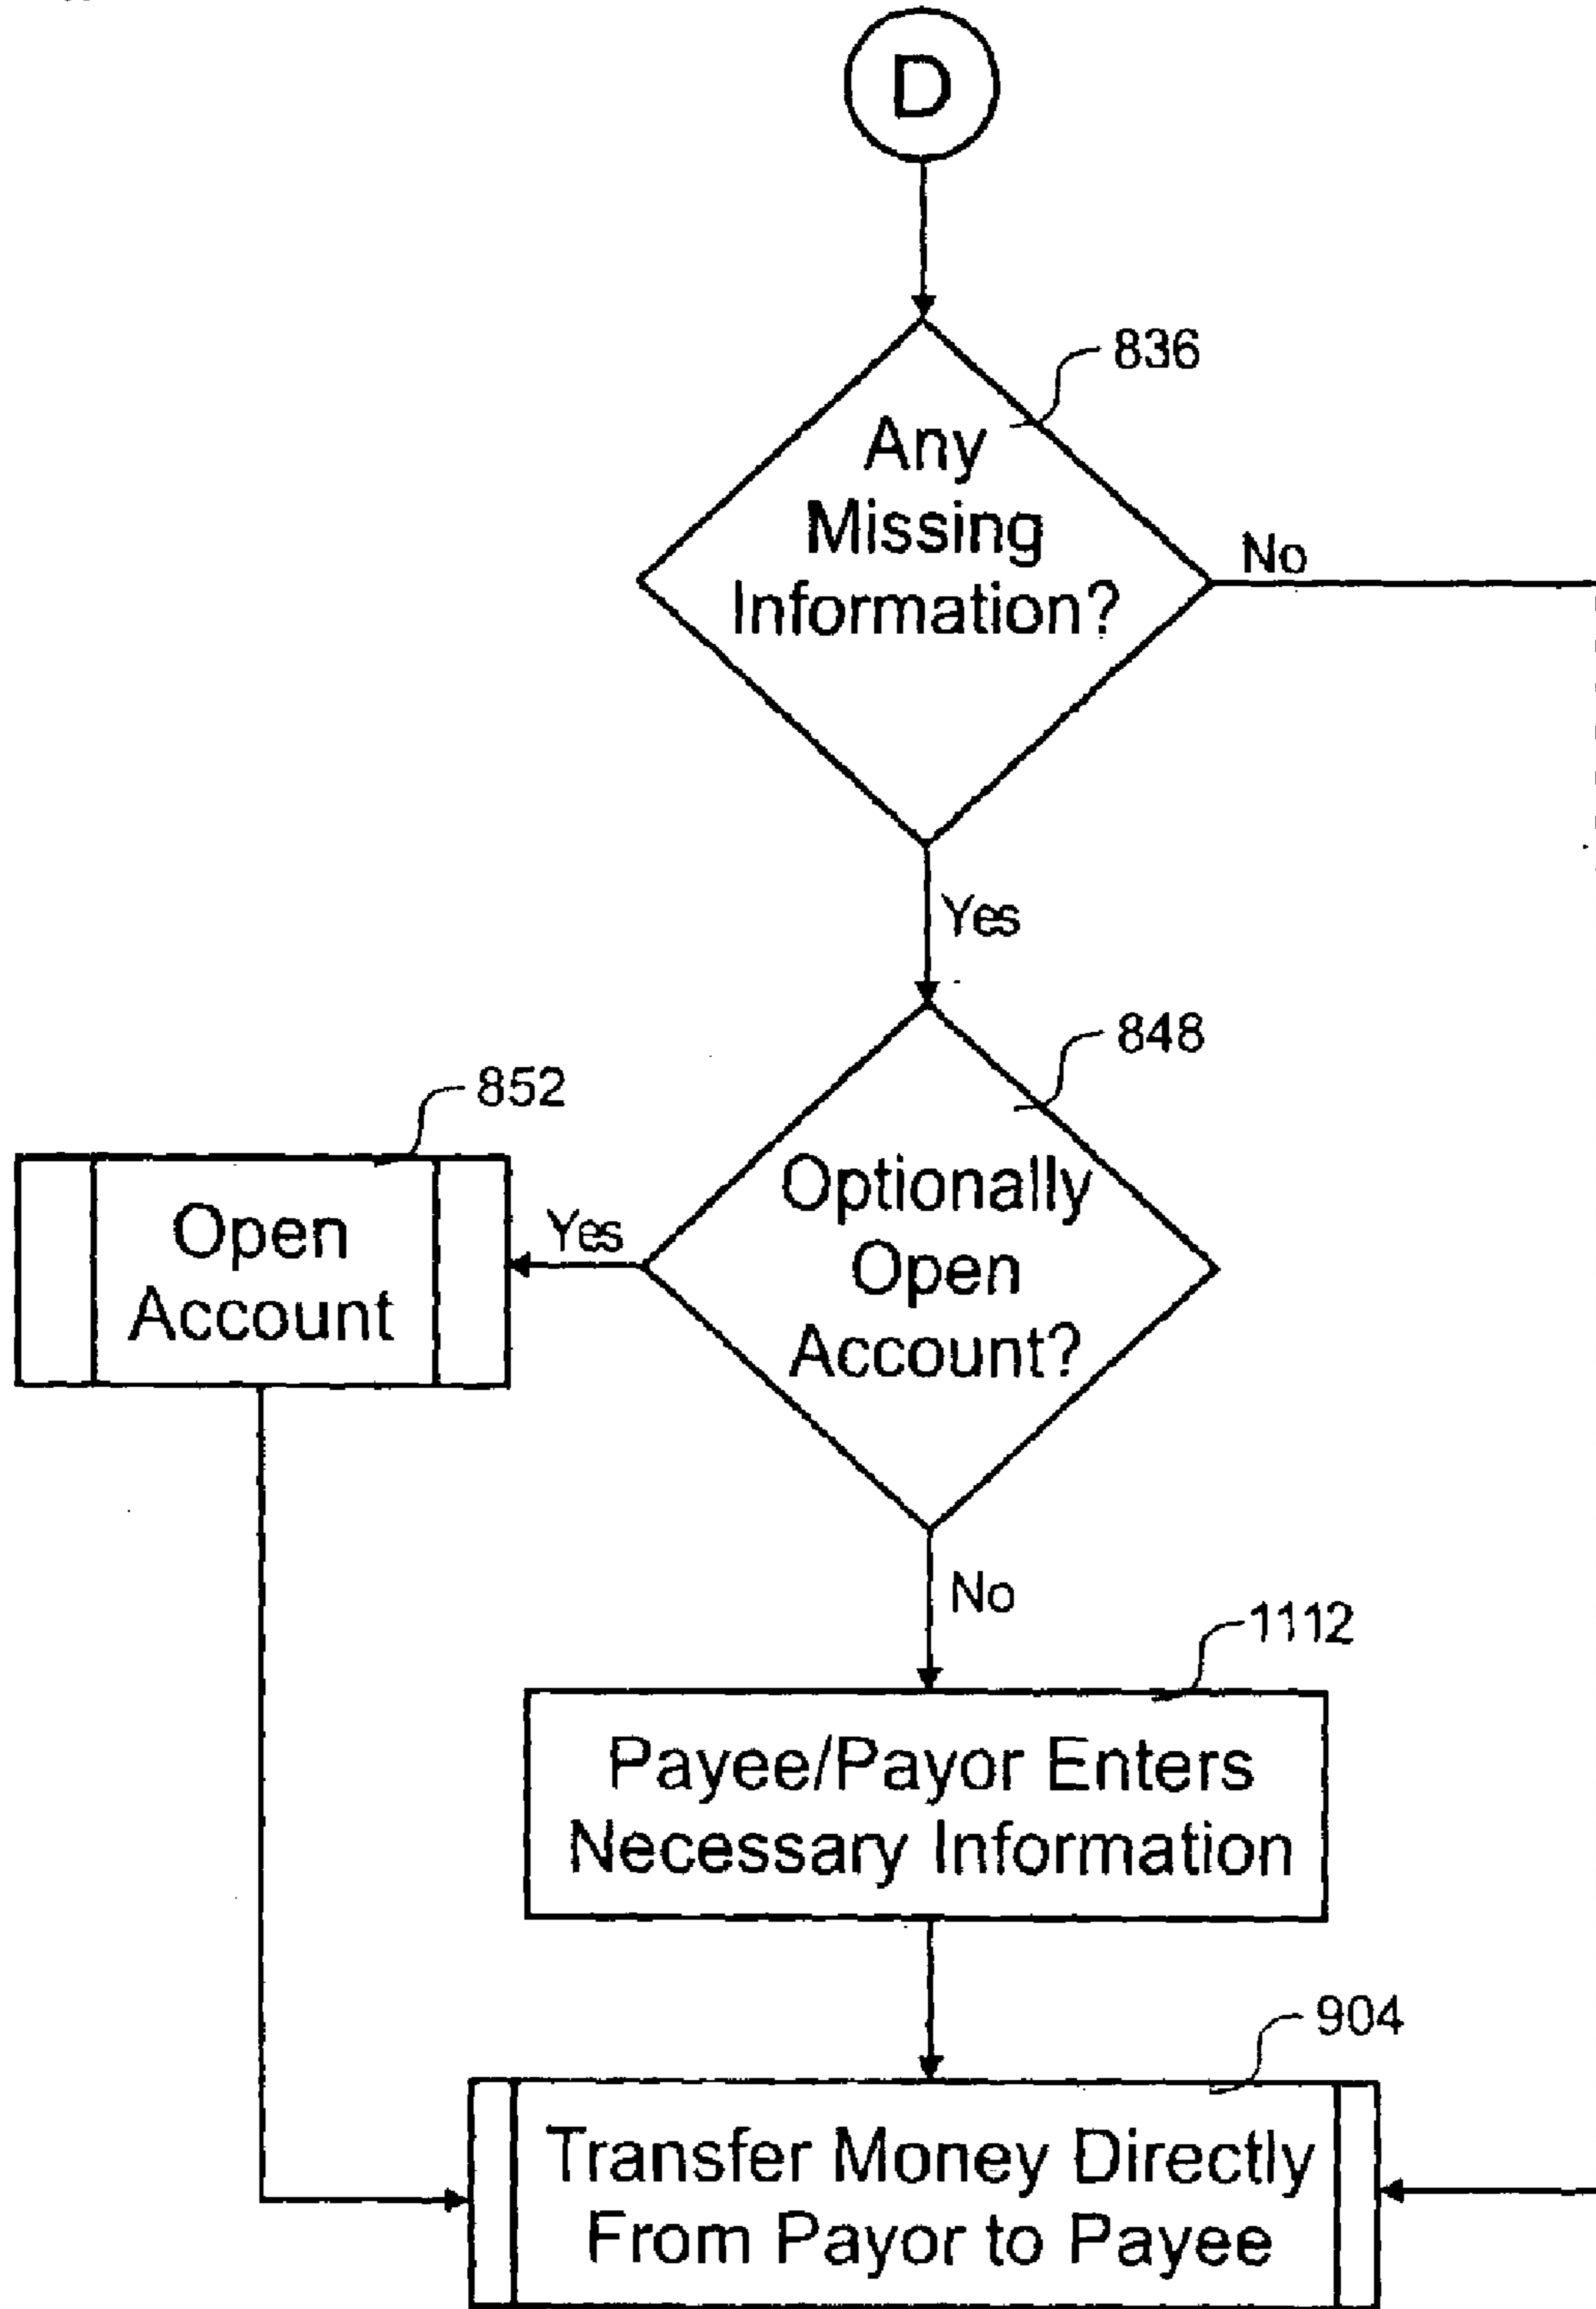 D
836
Any
Missing
Information?
No
Yes
848
852
Optionally
Open
Account?
Yes
Open
Account
No
1112
Payee/Payor Enters
Necessary Information
904
Transfer Money Directly
From Payor to Payee